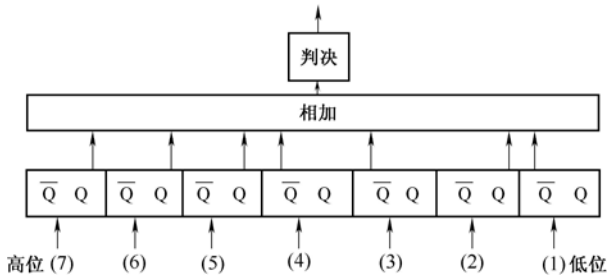 判决
相加
Q̅ Q Q̅ Q Q̅ Q Q̅ Q Q̅ Q Q̅ Q Q̅ Q
高位 (7) (6) (5) (4) (3) (2) (1) 低位